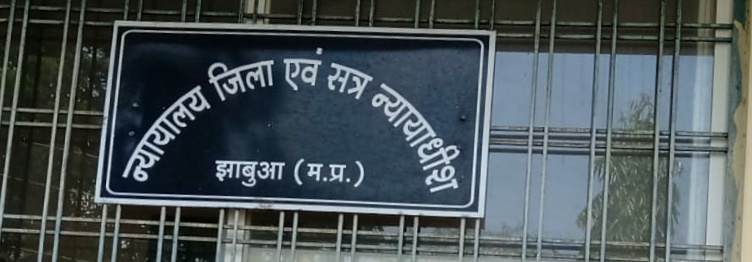 न्यायालय जिला एवं सत्र न्यायाधीश
झाबुआ (म.प्र.)